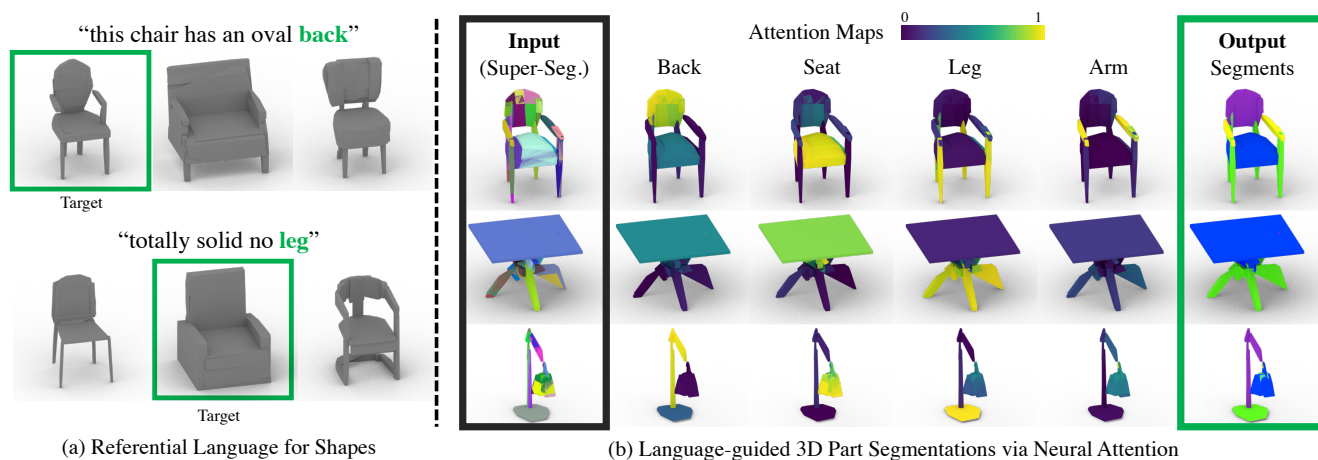 “this chair has an oval back”
Target
“totally solid no leg”
Target
(a) Referential Language for Shapes
Attention Maps
0
1
Input
(Super-Seg.)
Back
Seat
Leg
Arm
Output
Segments
(b) Language-guided 3D Part Segmentations via Neural Attention